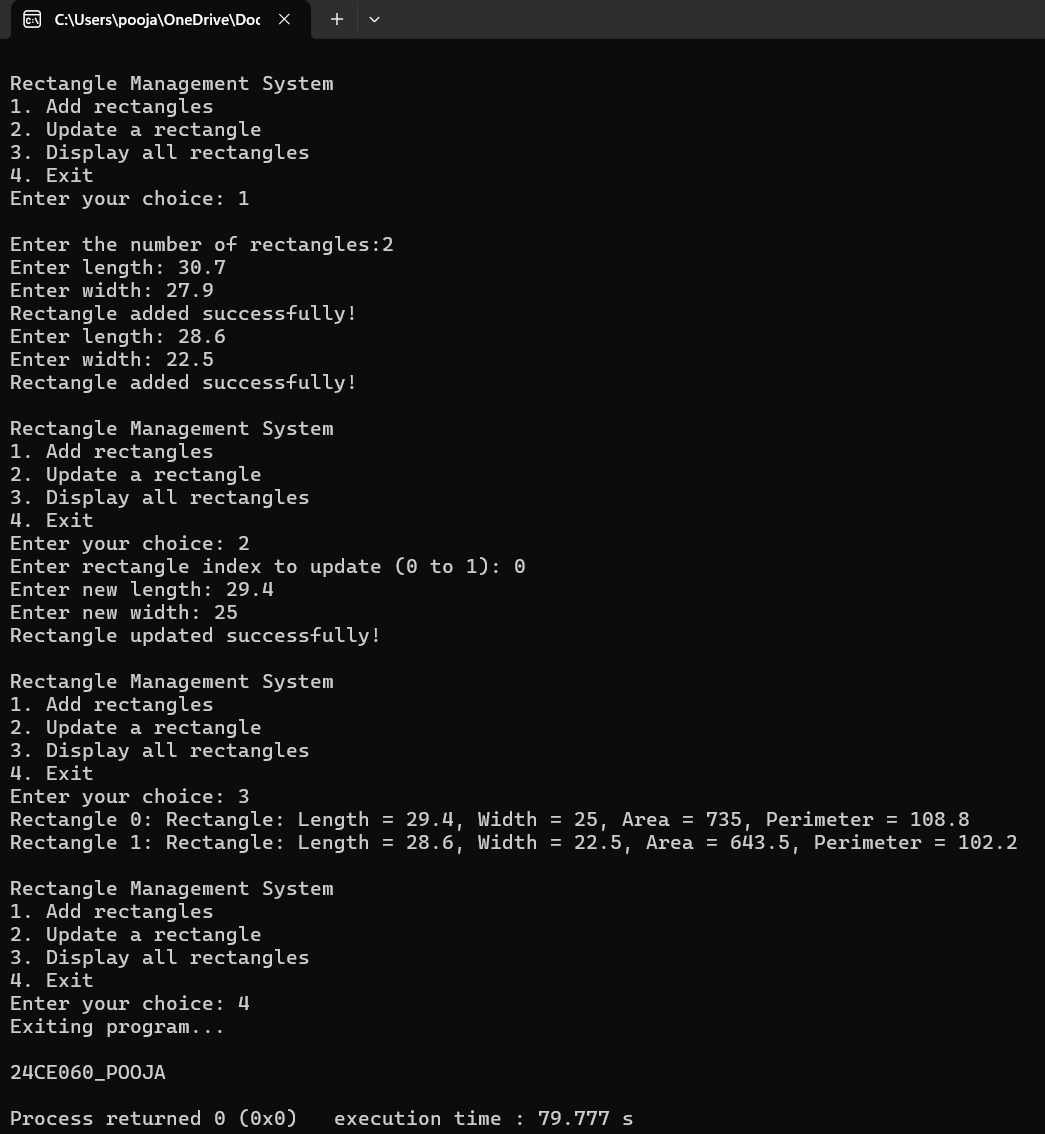 C:\Users\pooja\OneDrive\Doc
Rectangle Management System
1. Add rectangles
2. Update a rectangle
3. Display all rectangles
4. Exit
Enter your choice: 1
Enter the number of rectangles:2
Enter length: 30.7
Enter width: 27.9
Rectangle added successfully!
Enter length: 28.6
Enter width: 22.5
Rectangle added successfully!
Rectangle Management System
1. Add rectangles
2. Update a rectangle
3. Display all rectangles
4. Exit
Enter your choice: 2
Enter rectangle index to update (0 to 1): 0
Enter new length: 29.4
Enter new width: 25
Rectangle updated successfully!
Rectangle Management System
1. Add rectangles
2. Update a rectangle
3. Display all rectangles
4. Exit
Enter your choice: 3
Rectangle 0: Rectangle: Length = 29.4, Width = 25, Area = 735, Perimeter = 108.8
Rectangle 1: Rectangle: Length = 28.6, Width = 22.5, Area = 643.5, Perimeter = 102.2
Rectangle Management System
1. Add rectangles
2. Update a rectangle
3. Display all rectangles
4. Exit
Enter your choice: 4
Exiting program...
24CE060_POOJA
Process returned 0 (0x0)   execution time : 79.777 s